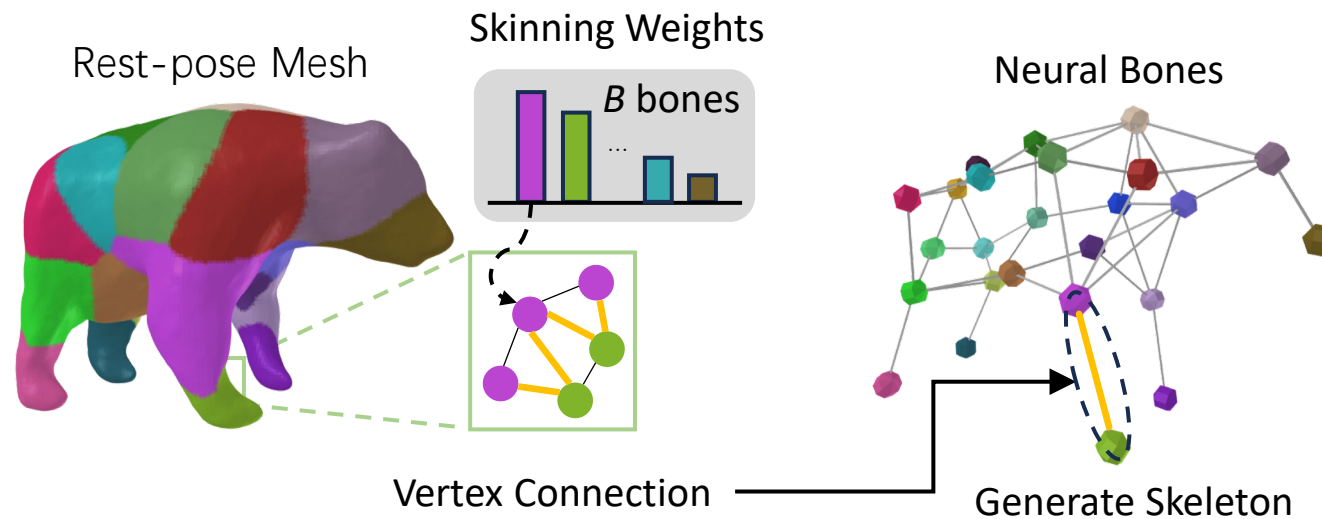 Skinning Weights
Rest-pose Mesh
Neural Bones
B bones
...
Vertex Connection
Generate Skeleton